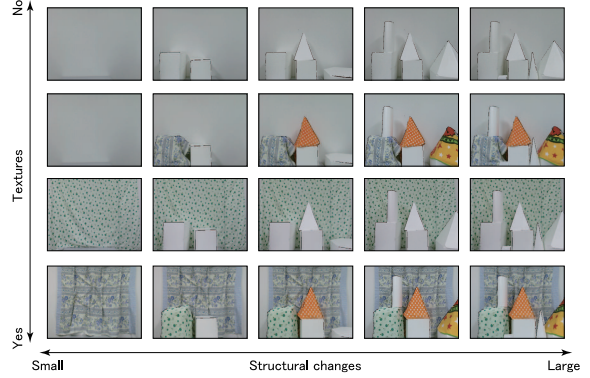 No
Textures
Yes
Small
Structural changes
Large